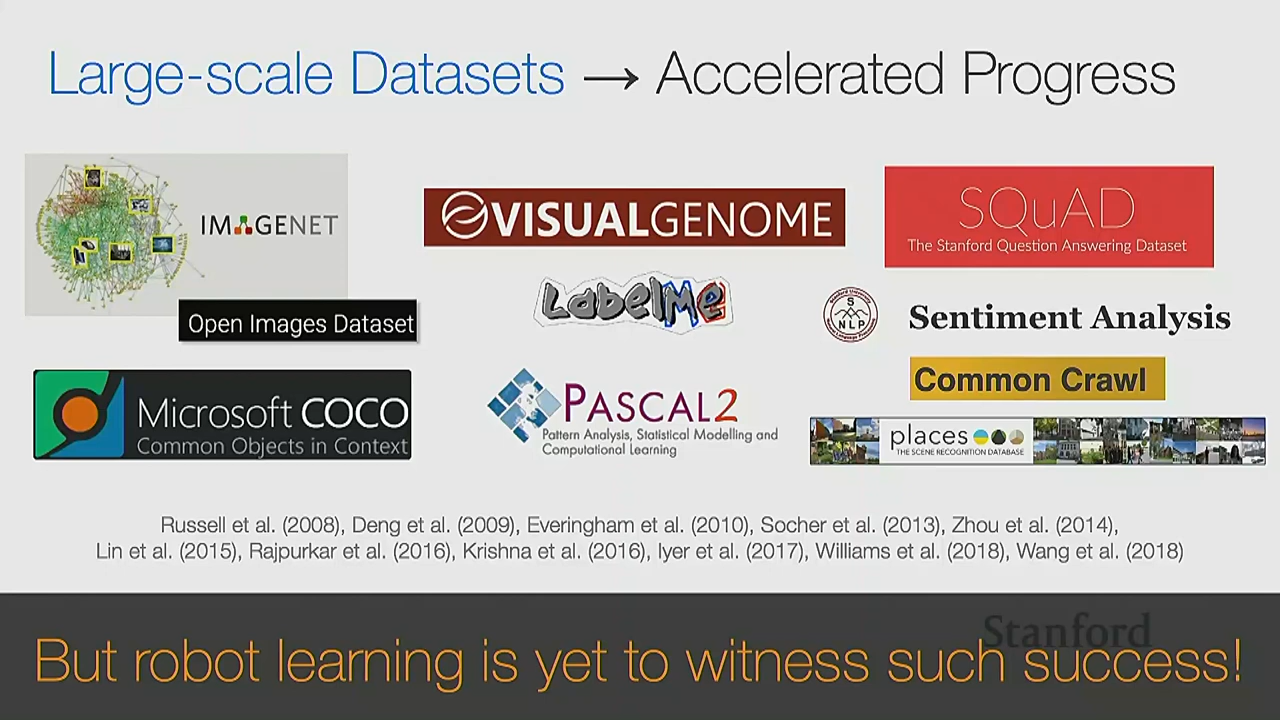 Large-scale Datasets → Accelerated Progress
IMAGENET
Open Images Dataset
Microsoft COCO
Common Objects in Context
VISUALGENOME
LabelMe
PASCAL2
Pattern Analysis, Statistical Modelling and
Computational Learning
SQuAD
The Stanford Question Answering Dataset
S
NLP
Sentiment Analysis
Common Crawl
places
THE SCENE RECOGNITION DATABASE
Russell et al. (2008), Deng et al. (2009), Everingham et al. (2010), Socher et al. (2013), Zhou et al. (2014),
Lin et al. (2015), Rajpurkar et al. (2016), Krishna et al. (2016), Iyer et al. (2017), Williams et al. (2018), Wang et al. (2018)
Stanford
But robot learning is yet to witness such success!